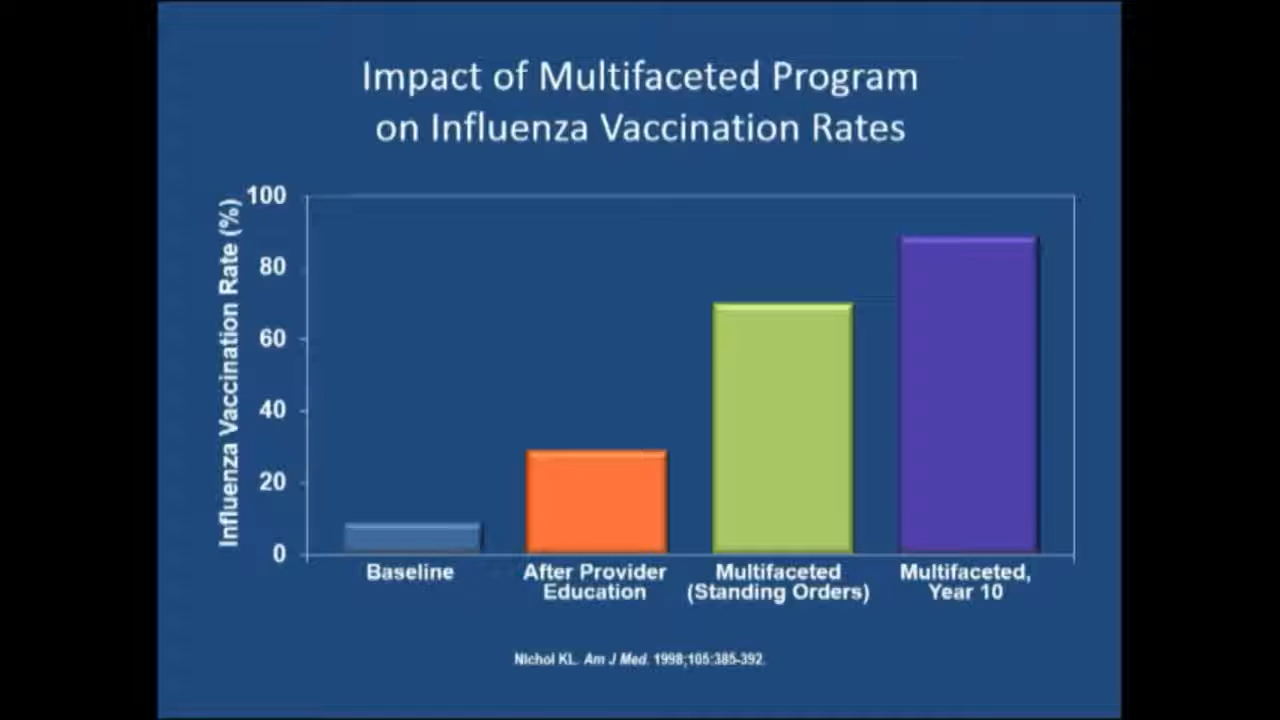 Impact of Multifaceted Program
on Influenza Vaccination Rates
Influenza Vaccination Rate (%)
100
80
60
40
20
0
Baseline
After Provider
Education
Multifaceted
(Standing Orders)
Multifaceted,
Year 10
Nichol KL. Am J Med. 1998;105:385-392.